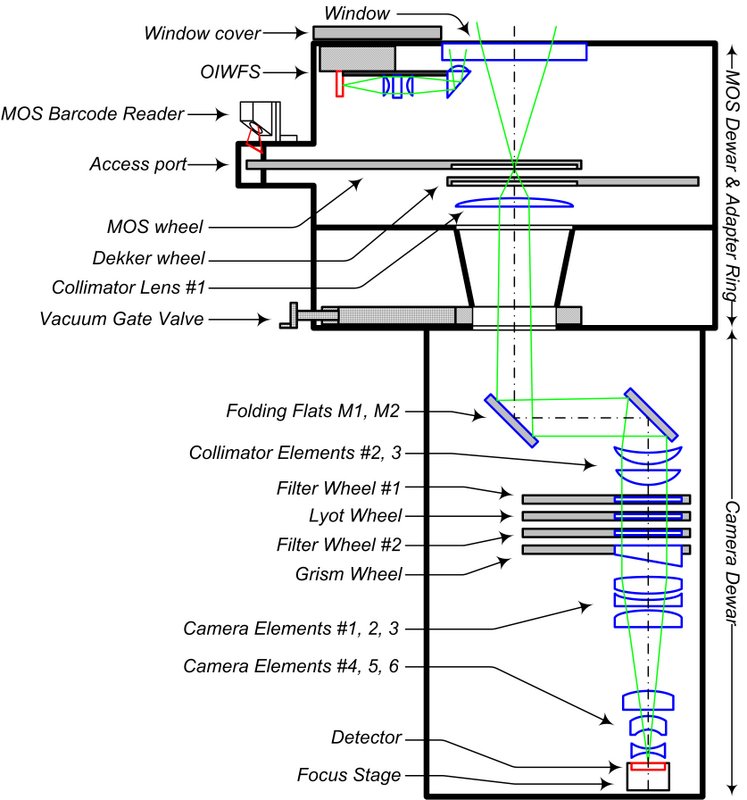 Window
Window cover
OIWFS
MOS Barcode Reader
Access port
MOS wheel
Dekker wheel
Collimator Lens #1
Vacuum Gate Valve
MOS Dewar & Adapter Ring
Folding Flats M1, M2
Collimator Elements #2, 3
Filter Wheel #1
Lyot Wheel
Filter Wheel #2
Grism Wheel
Camera Elements #1, 2, 3
Camera Elements #4, 5, 6
Detector
Focus Stage
Camera Dewar